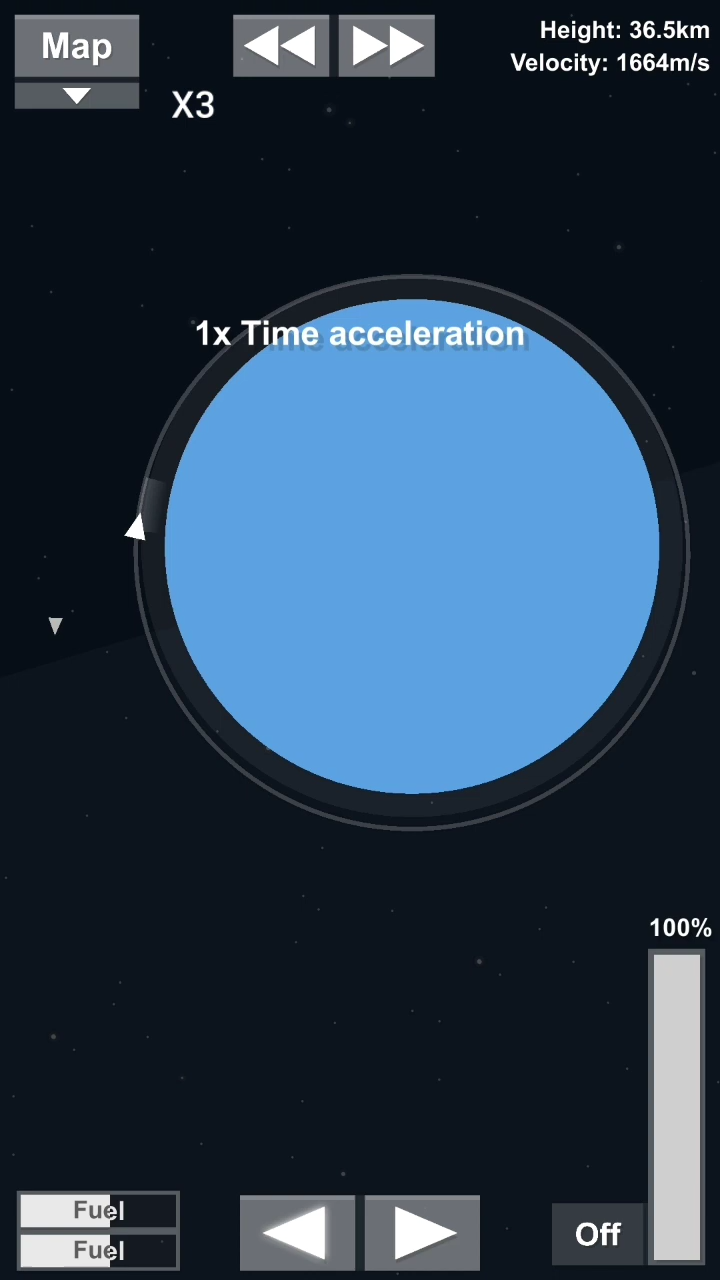 Map
Height: 36.5km
Velocity: 1664m/s
X3
1x Time acceleration
100%
Fuel
Fuel
Off